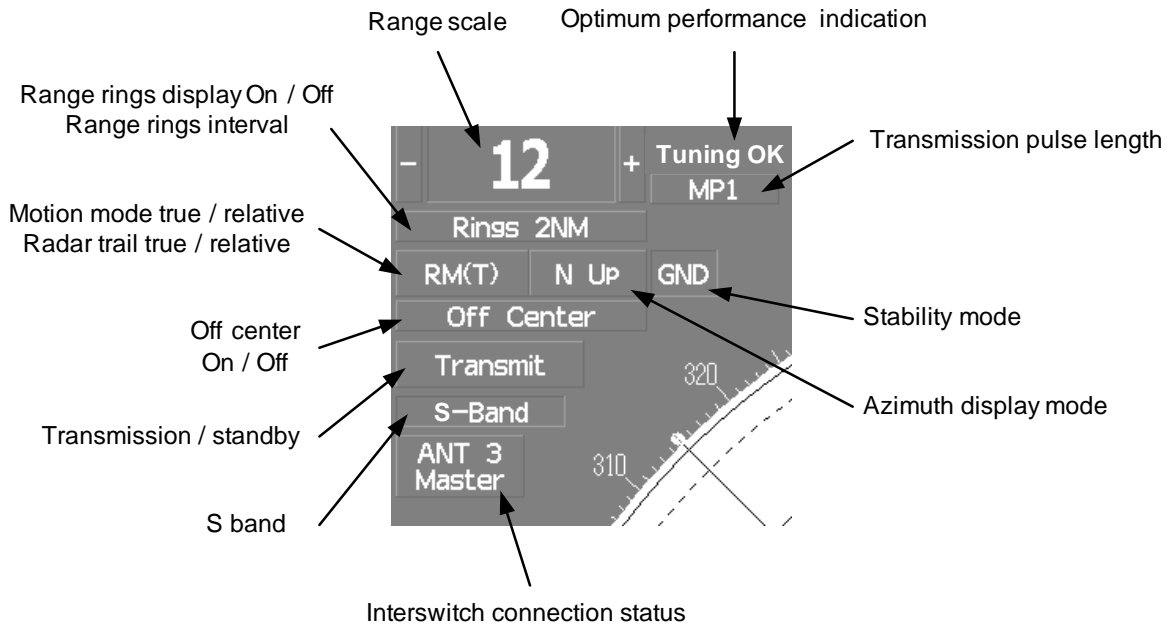 Range scale
Optimum performance indication
Range rings display On / Off
Range rings interval
Transmission pulse length
Motion mode true / relative
Radar trail true / relative
Off center
On / Off
Stability mode
Transmission / standby
Azimuth display mode
S band
Interswitch connection status
- 12 + Tuning OK
MP1
Rings 2NM
RM(T) N Up GND
Off Center
Transmit
S-Band
ANT 3
Master
320
310